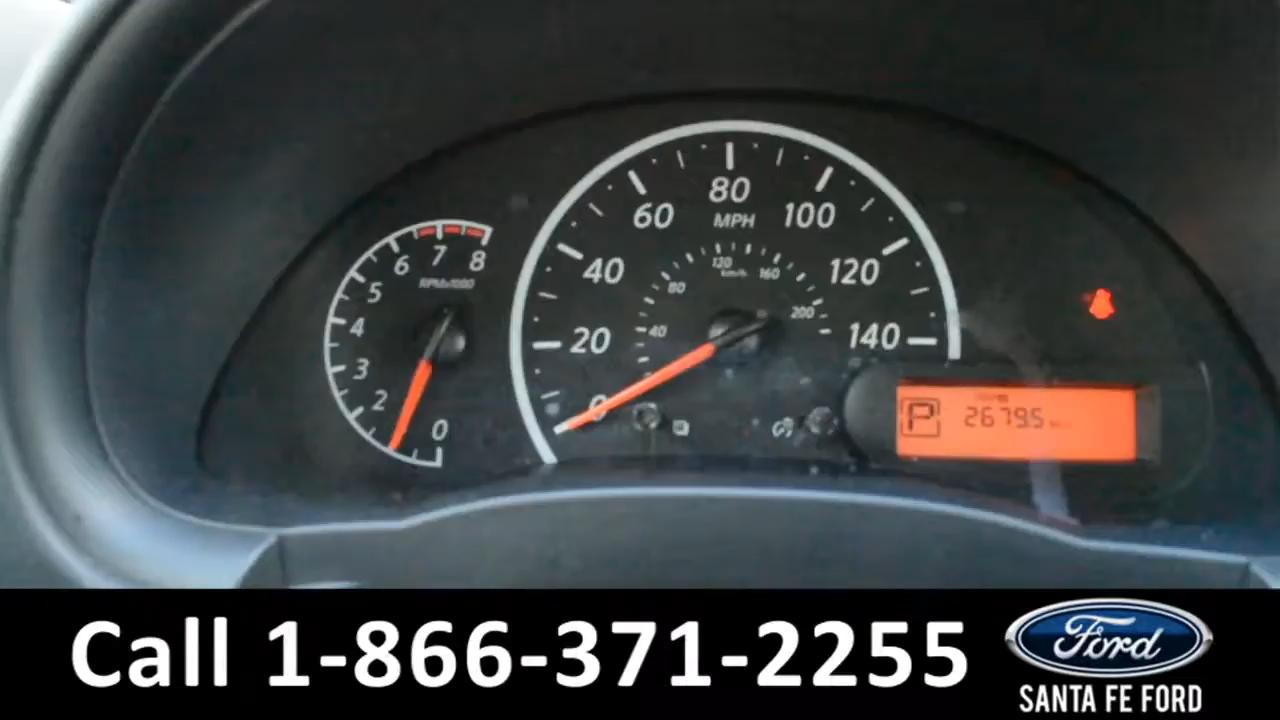 80
60 MPH 100
40 120
20 140
0
120 km/h 160
80 200
40
8
7
6
RPMx1000
5
4
3
2
0
P 26795
Call 1-866-371-2255
Ford
SANTA FE FORD